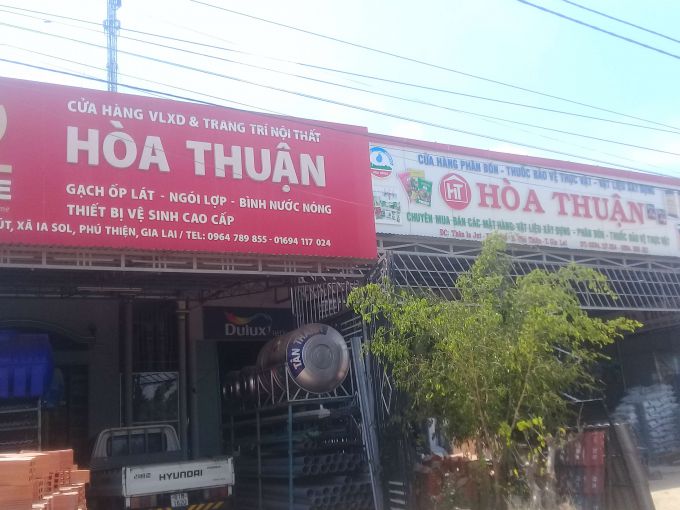 CỬA HÀNG VLXD & TRANG TRÍ NỘI THẤT
HÒA THUẬN
GẠCH ỐP LÁT - NGÓI LỢP - BÌNH NƯỚC NÓNG
THIẾT BỊ VỆ SINH CAO CẤP
ÚT, XÃ IA SOL, PHÚ THIỆN, GIA LAI / TEL: 0964 789 855 - 01694 117 024
CỬA HÀNG PHÂN BÓN - THUỐC BẢO VỆ THỰC VẬT - VẬT LIỆU XÂY DỰNG
HT HÒA THUẬN
CHUYÊN MUA-BÁN CÁC MẶT HÀNG: VẬT LIỆU XÂY DỰNG - PHÂN BÓN - THUỐC BẢO VỆ THỰC VẬT
Dulux
TÂN
HYUNDAI